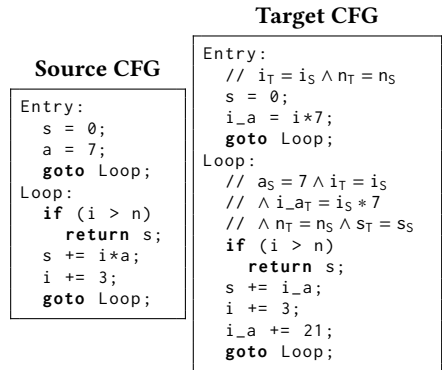 Source CFG
Entry:
s = 0;
a = 7;
goto Loop;
Loop:
if (i > n)
return s;
s += i*a;
i += 3;
goto Loop;
Target CFG
Entry:
// i_T = i_S ∧ n_T = n_S
s = 0;
i_a = i*7;
goto Loop;
Loop:
// a_S = 7 ∧ i_T = i_S
// ∧ i_a_T = i_S * 7
// ∧ n_T = n_S ∧ s_T = s_S
if (i > n)
return s;
s += i_a;
i += 3;
i_a += 21;
goto Loop;